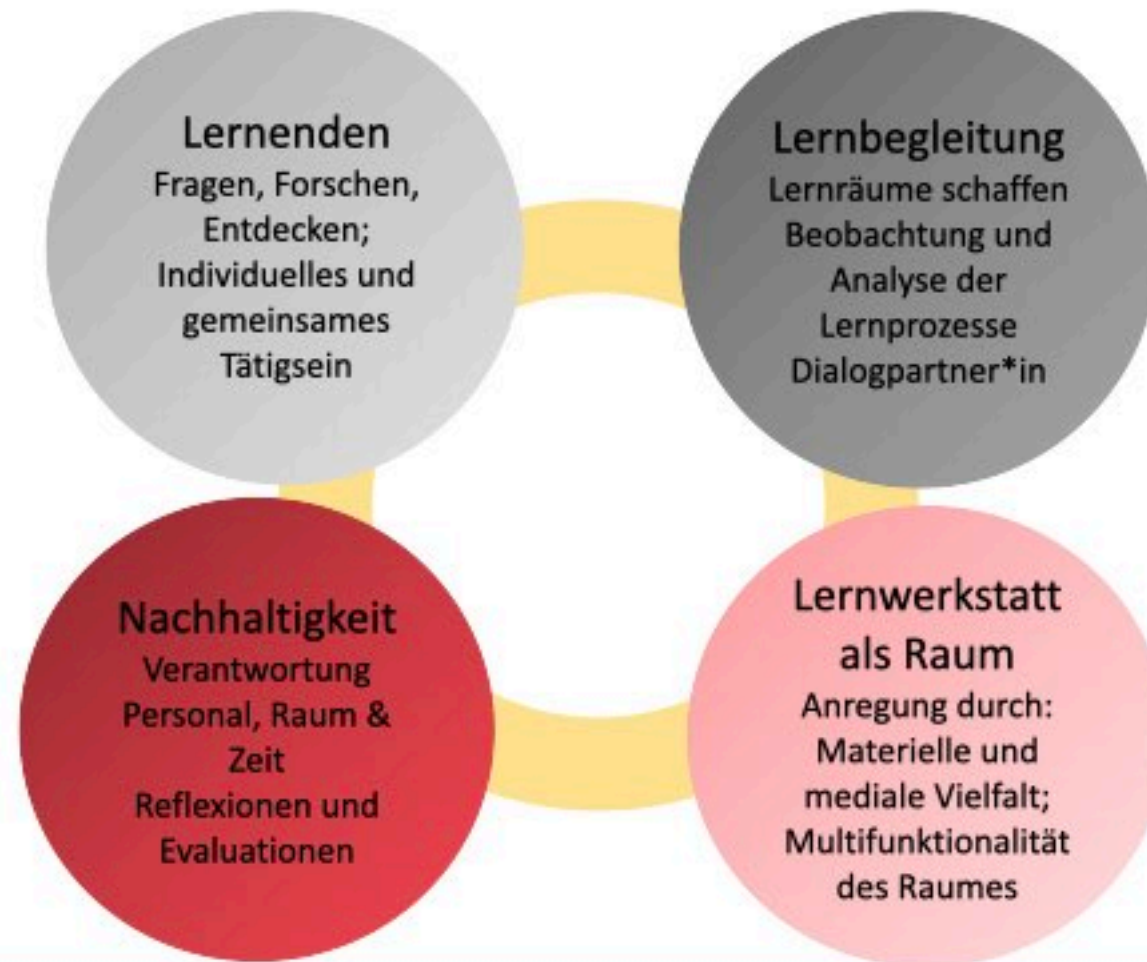 Lernenden
Fragen, Forschen,
Entdecken;
Individuelles und
gemeinsames
Tätigsein
Lernbegleitung
Lernräume schaffen
Beobachtung und
Analyse der
Lernprozesse
Dialogpartner*in
Nachhaltigkeit
Verantwortung
Personal, Raum &
Zeit
Reflexionen und
Evaluationen
Lernwerkstatt
als Raum
Anregung durch:
Materielle und
mediale Vielfalt;
Multifunktionalität
des Raumes